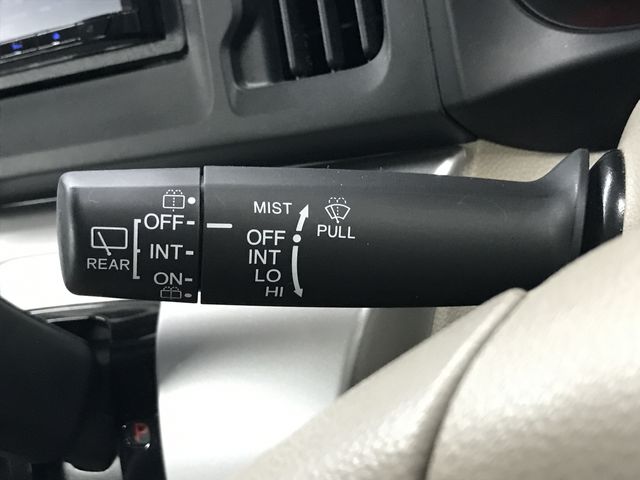 OFF
INT
ON
REAR
MIST
OFF
INT
LO
HI
PULL
P